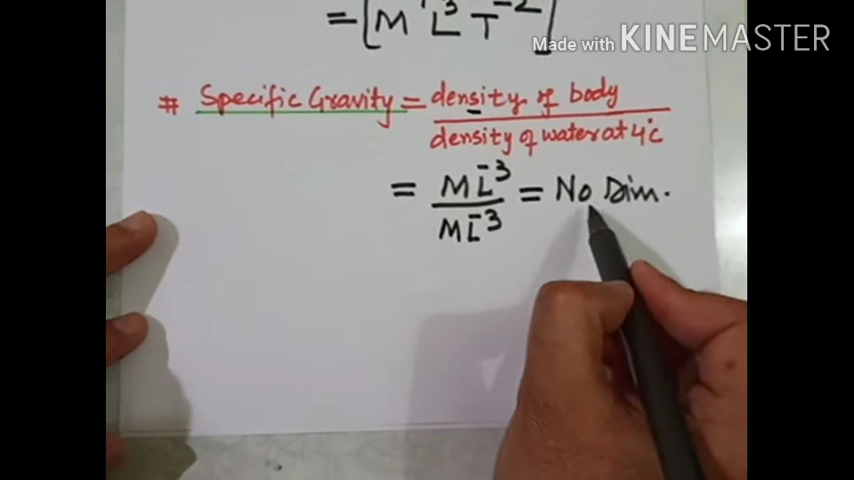 = [M¹ L³ T⁻²]
Made with KINEMASTER
# Specific Gravity = density of body
density of water at 4°c
= ML⁻³ = No Dim.
ML⁻³